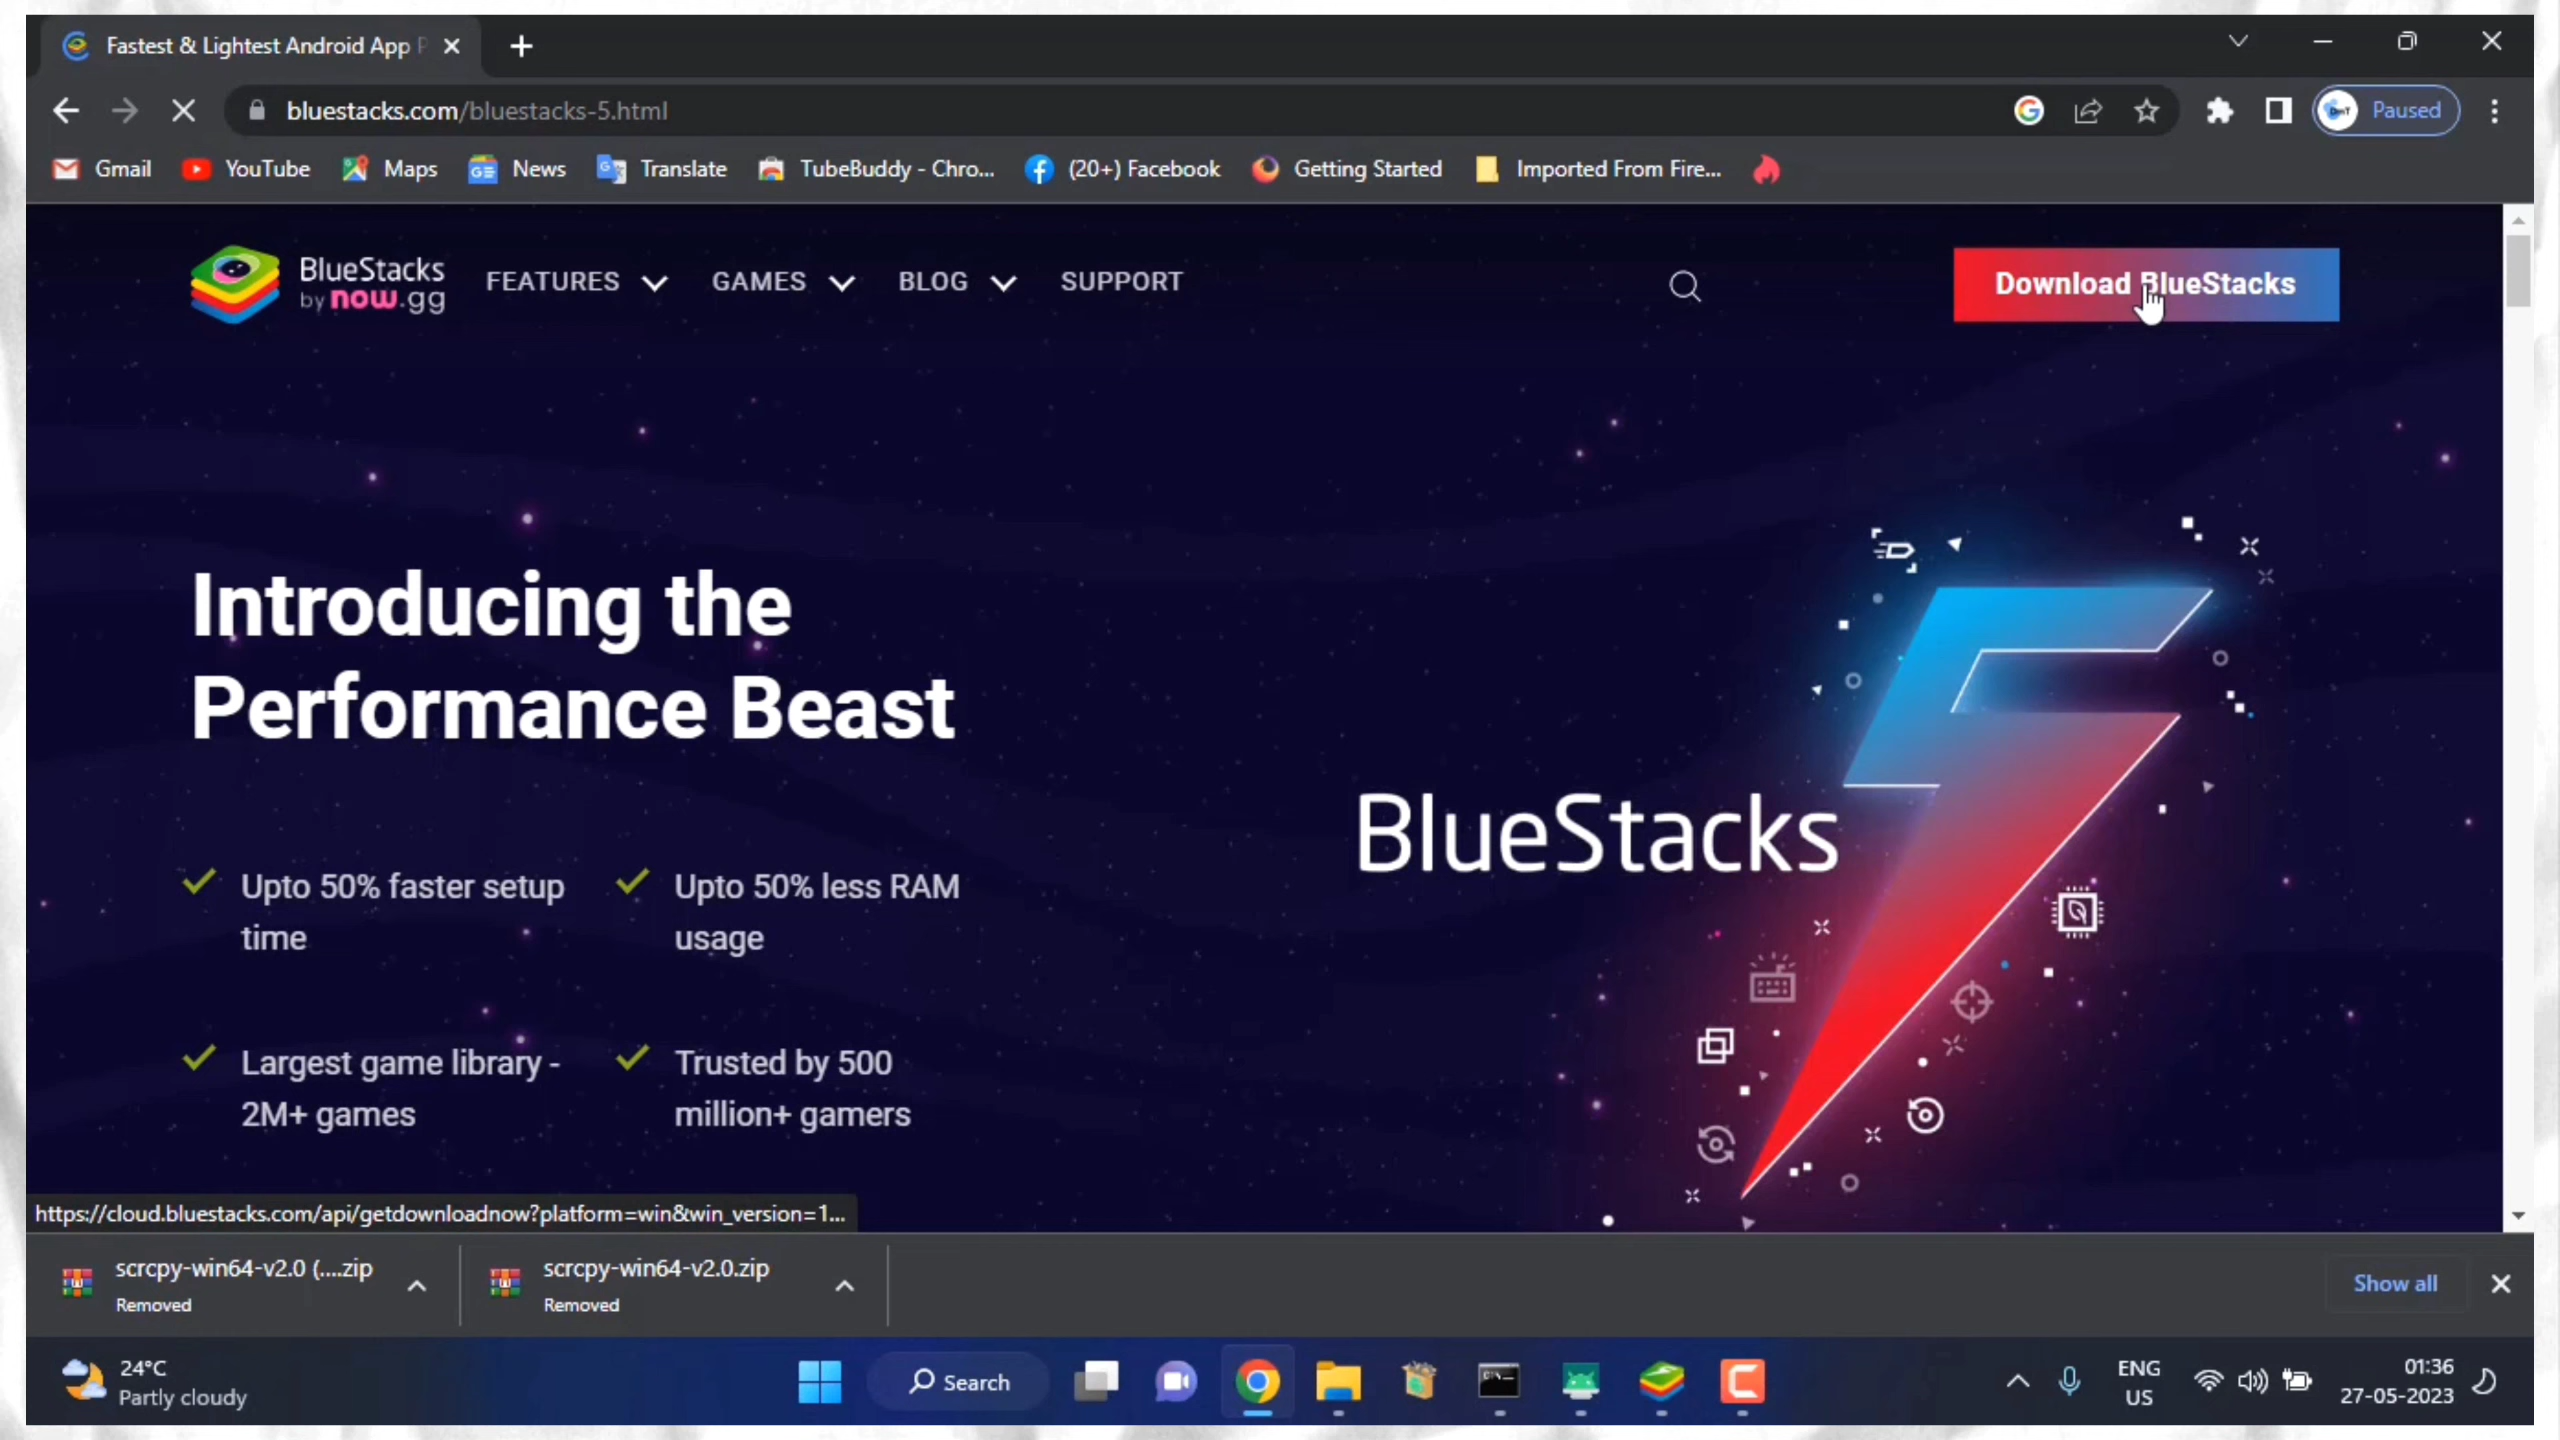 Fastest & Lightest Android App P
bluestacks.com/bluestacks-5.html
Paused
Gmail
YouTube
Maps
News
Translate
TubeBuddy - Chro...
(20+) Facebook
Getting Started
Imported From Fire...
BlueStacks
by now.gg
FEATURES
GAMES
BLOG
SUPPORT
Download BlueStacks
Introducing the
Performance Beast
BlueStacks
5
Upto 50% faster setup
time
Upto 50% less RAM
usage
Largest game library -
2M+ games
Trusted by 500
million+ gamers
https://cloud.bluestacks.com/api/getdownloadnow?platform=win&win_version=1...
scrcpy-win64-v2.0 (....zip
Removed
scrcpy-win64-v2.0.zip
Removed
Show all
24°C
Partly cloudy
Search
ENG
US
01:36
27-05-2023